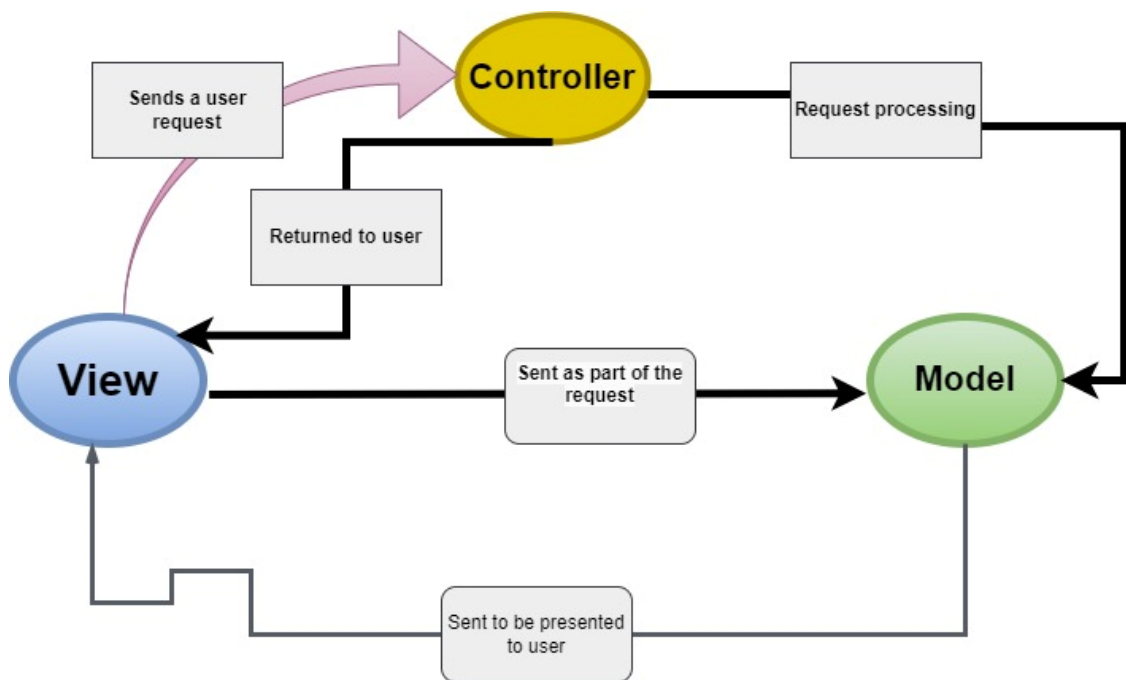 Controller
Sends a user
request
Request processing
Returned to user
View
Sent as part of the
request
Model
Sent to be presented
to user